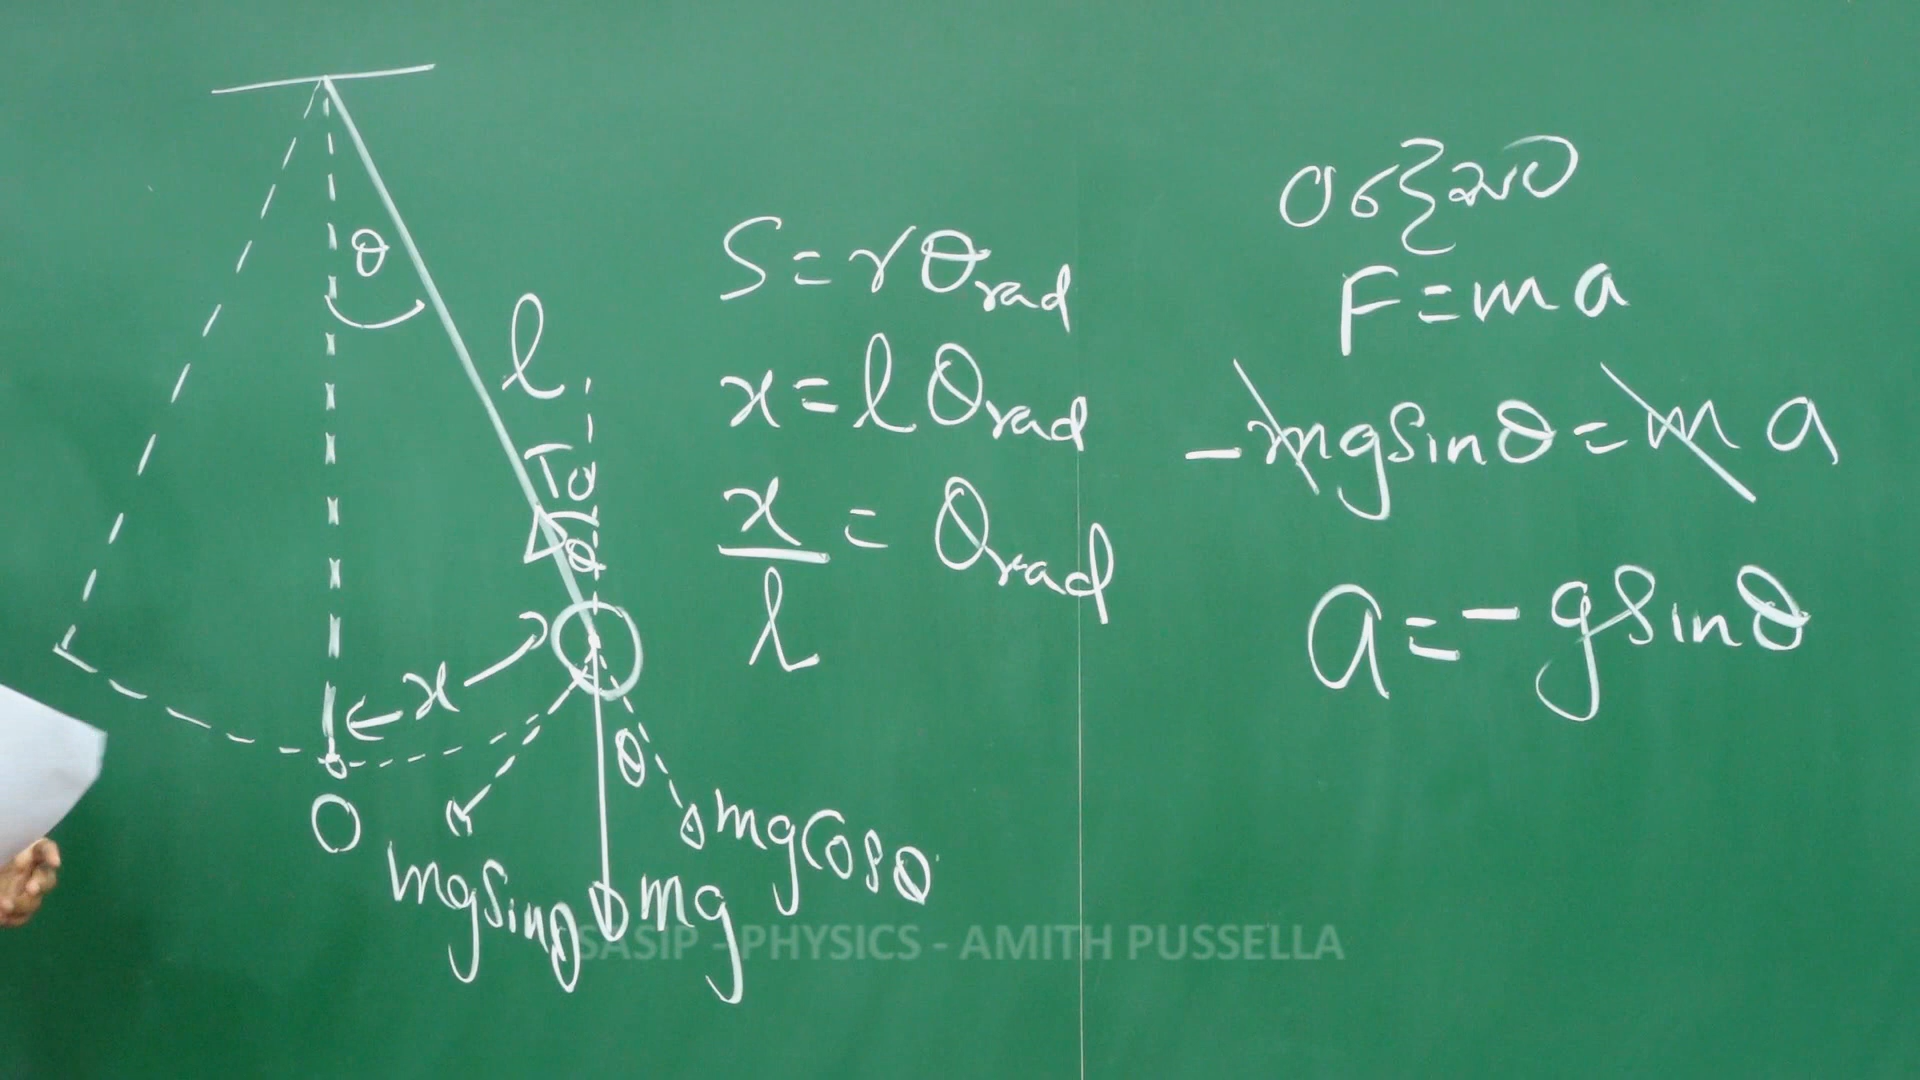 θ
l
T
θ
x
O
mgsinθ
mg
θ
mgcosθ
S = rθrad
x = lθrad
x/l = θrad
F = ma
-mgsinθ = ma
a = -gsinθ
SASIP - PHYSICS - AMITH PUSSELLA